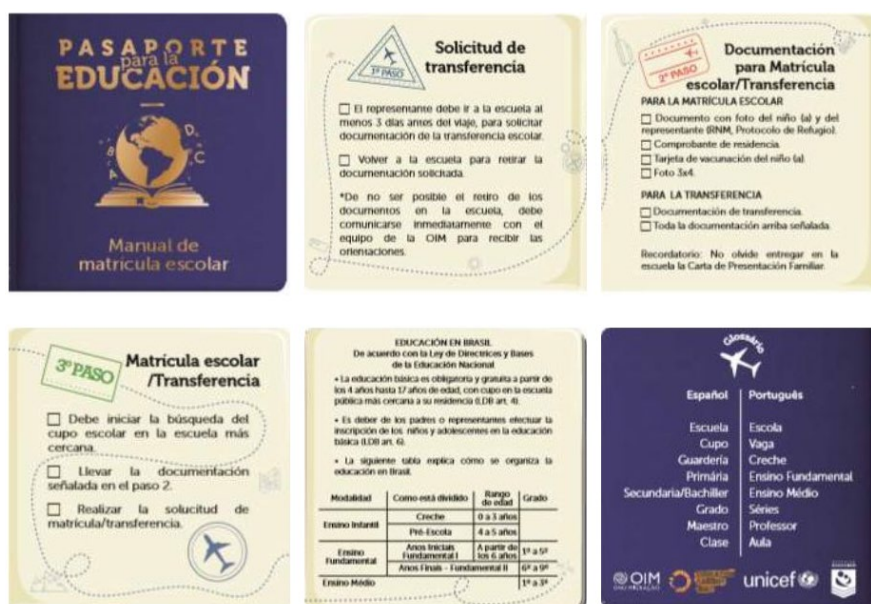 PASAPORTE
para la
EDUCACIÓN
Manual de
matrícula escolar
1º PASO
Solicitud de
transferencia
El representante debe ir a la escuela al
menos 3 días antes del viaje, para solicitar
documentación de la transferencia escolar.
Volver a la escuela para retirar la
documentación solicitada.
*De no ser posible el retiro de los
documentos en la escuela, debe
comunicarse inmediatamente con el
equipo de la OIM para recibir las
orientaciones.
2º PASO
Documentación
para Matrícula
escolar/Transferencia
PARA LA MATRÍCULA ESCOLAR
Documento con foto del niño (a) y del
representante (RNM, Protocolo de Refugio).
Comprobante de residencia.
Tarjeta de vacunación del niño (a).
Foto 3x4.
PARA LA TRANSFERENCIA
Documentación de transferencia.
Toda la documentación arriba señalada.
Recordatorio: No olvide entregar en la
escuela la Carta de Presentación Familiar.
3º PASO
Matrícula escolar
/Transferencia
Debe iniciar la búsqueda del
cupo escolar en la escuela más
cercana.
Llevar la documentación
señalada en el paso 2.
Realizar la solucitud de
matrícula/transferencia.
EDUCACIÓN EN BRASIL
De acuerdo con la Ley de Directrices y Bases
de la Educación Nacional
• La educación básica es obligatoria y gratuita a partir de
los 4 años hasta 17 años de edad, con cupo en la escuela
pública más cercana a su residencia (LDB art. 4).
• Es deber de los padres o representantes efectuar la
inscripción de los niños y adolescentes en la educación
básica (LDB art. 6).
• La siguiente tabla explica cómo se organiza la
educación en Brasil.
Modalidad Como está dividido Rango de edad Grado
Ensino Infantil Creche 0 a 3 años
Pré-Escola 4 a 5 años
Ensino Fundamental Anos Iniciais Fundamental I A partir de los 6 años 1º a 5º
Anos Finais - Fundamental II 6º a 9º
Ensino Médio 1º a 3º
Glossário
Español Português
Escuela Escola
Cupo Vaga
Guardería Creche
Primária Ensino Fundamental
Secundaria/Bachiller Ensino Médio
Grado Séries
Maestro Professor
Clase Aula
OIM
unicef